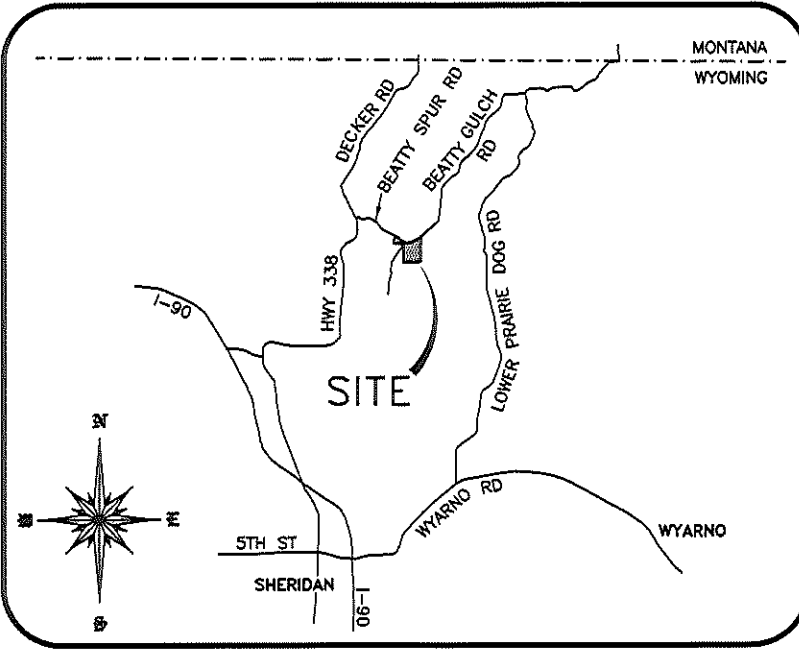 MONTANA
WYOMING
DECKER RD
BEATTY SPUR RD
BEATTY GULCH
RD
LOWER PRAIRIE DOG RD
HWY 338
I-90
SITE
N
W
E
S
WYARNO RD
WYARNO
5TH ST
SHERIDAN
I-90